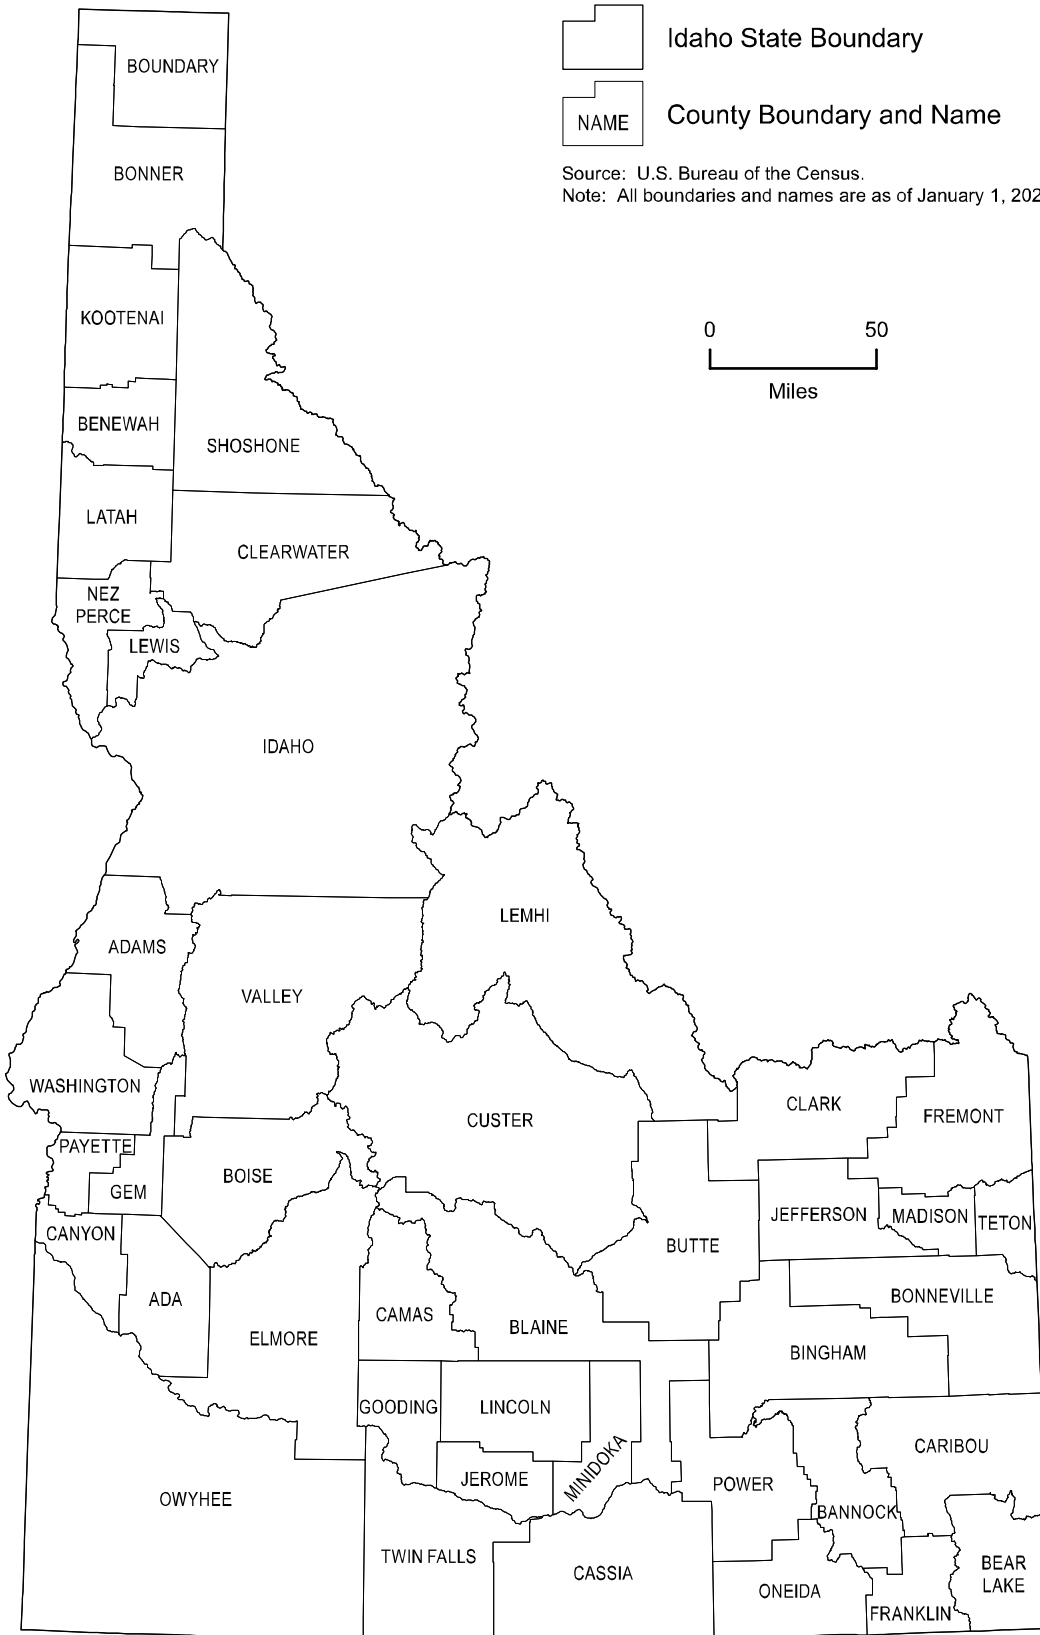 Idaho State Boundary
NAME
County Boundary and Name
Source: U.S. Bureau of the Census.
Note: All boundaries and names are as of January 1, 202
0
50
Miles
BOUNDARY
BONNER
KOOTENAI
BENEWAH
SHOSHONE
LATAH
CLEARWATER
NEZ
PERCE
LEWIS
IDAHO
LEMHI
ADAMS
VALLEY
WASHINGTON
CUSTER
CLARK
FREMONT
PAYETTE
BOISE
GEM
JEFFERSON
MADISON
TETON
CANYON
BUTTE
ADA
BONNEVILLE
CAMAS
BLAINE
ELMORE
BINGHAM
GOODING
LINCOLN
CARIBOU
MINIDOKA
JEROME
POWER
OWYHEE
BANNOCK
TWIN FALLS
CASSIA
BEAR
LAKE
ONEIDA
FRANKLIN